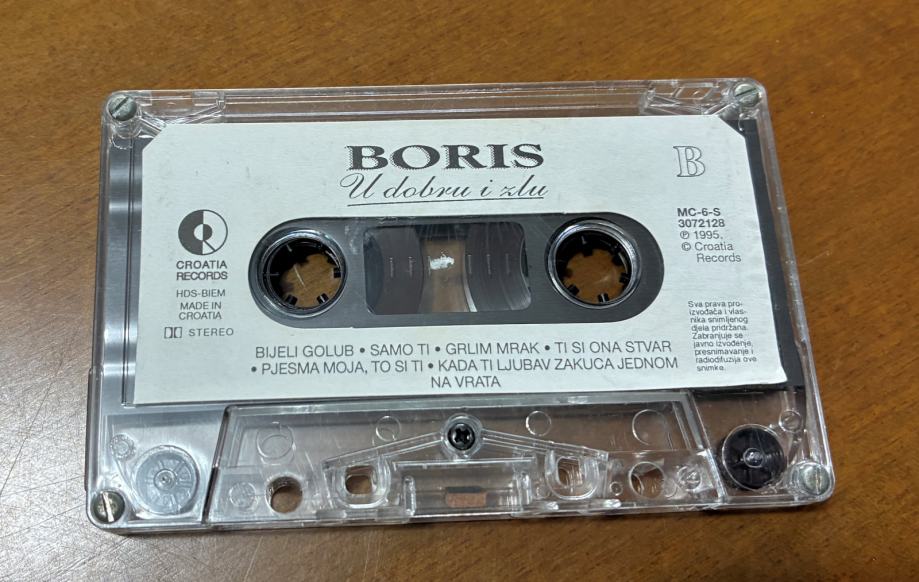 BORIS
U dobru i zlu
B
MC-6-S
3072128
℗ 1995.
© Croatia
Records
CROATIA
RECORDS
HDS-BIEM
MADE IN
CROATIA
STEREO
Sva prava pro-
izvođača i vlas-
nika snimljenog
djela pridržana.
Zabranjuje se
javno izvođenje,
presnimavanje i
radiodifuzija ove
snimke.
BIJELI GOLUB • SAMO TI • GRLIM MRAK • TI SI ONA STVAR
• PJESMA MOJA, TO SI TI • KADA TI LJUBAV ZAKUCA JEDNOM
NA VRATA